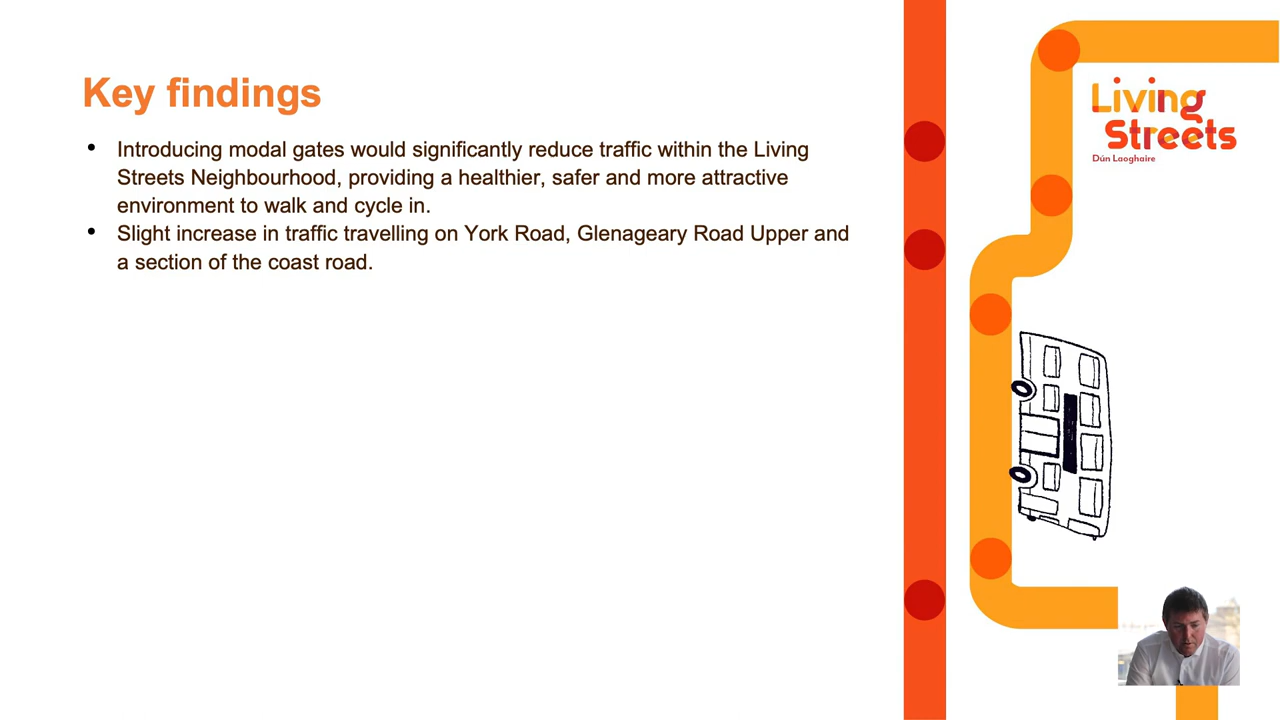 Key findings
• Introducing modal gates would significantly reduce traffic within the Living
Streets Neighbourhood, providing a healthier, safer and more attractive
environment to walk and cycle in.
• Slight increase in traffic travelling on York Road, Glenageary Road Upper and
a section of the coast road.
Living
Streets
Dún Laoghaire